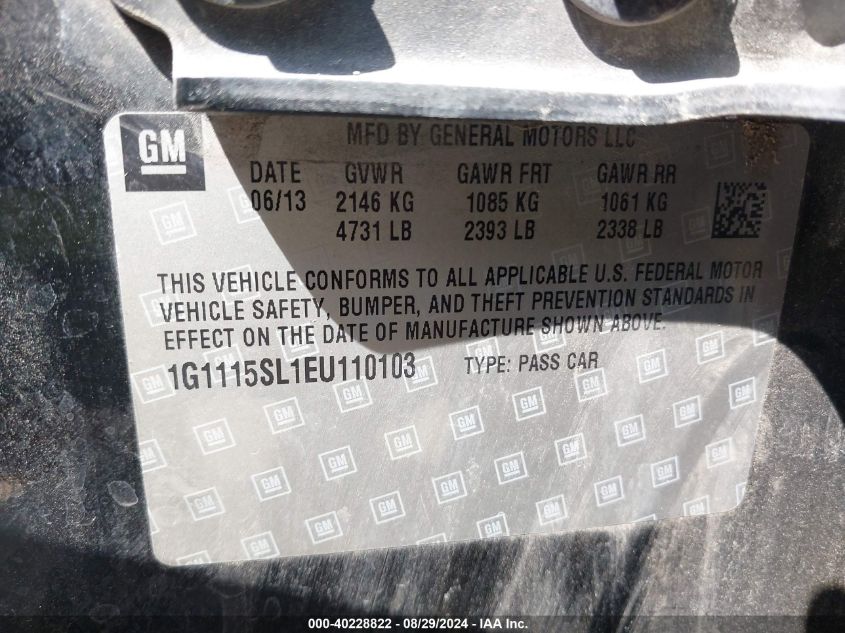 GM
MFD BY GENERAL MOTORS LLC
DATE GVWR GAWR FRT GAWR RR
06/13 2146 KG 1085 KG 1061 KG
4731 LB 2393 LB 2338 LB
THIS VEHICLE CONFORMS TO ALL APPLICABLE U.S. FEDERAL MOTOR
VEHICLE SAFETY, BUMPER, AND THEFT PREVENTION STANDARDS IN
EFFECT ON THE DATE OF MANUFACTURE SHOWN ABOVE.
1G1115SL1EU110103 TYPE: PASS CAR
000-40228822 - 08/29/2024 - IAA Inc.